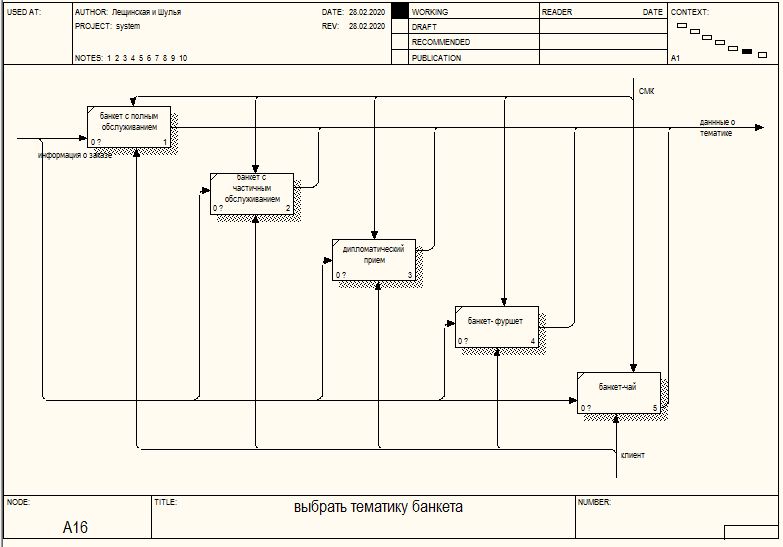 USED AT:
AUTHOR: Лещинская и Шулья
DATE: 28.02.2020
PROJECT: system
REV: 28.02.2020
NOTES: 1 2 3 4 5 6 7 8 9 10
WORKING
DRAFT
RECOMMENDED
PUBLICATION
READER
DATE
CONTEXT:
A1
СМК
банкет с полным
обслуживанием
0 ? 1
данные о
тематике
информация о заказе
банкет с
частичным
обслуживанием
0 ? 2
дипломатический
прием
0 ? 3
банкет- фуршет
0 ? 4
банкет-чай
0 ? 5
клиент
NODE:
A16
TITLE:
выбрать тематику банкета
NUMBER: